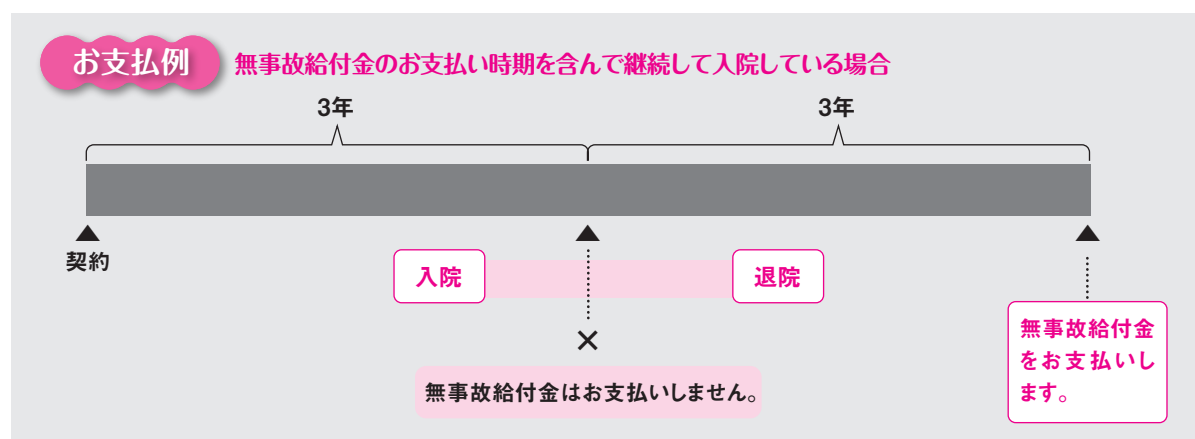 お支払例
無事故給付金のお支払い時期を含んで継続して入院している場合
3年
3年
契約
入院
退院
無事故給付金はお支払いしません。
無事故給付金
をお支払いし
ます。